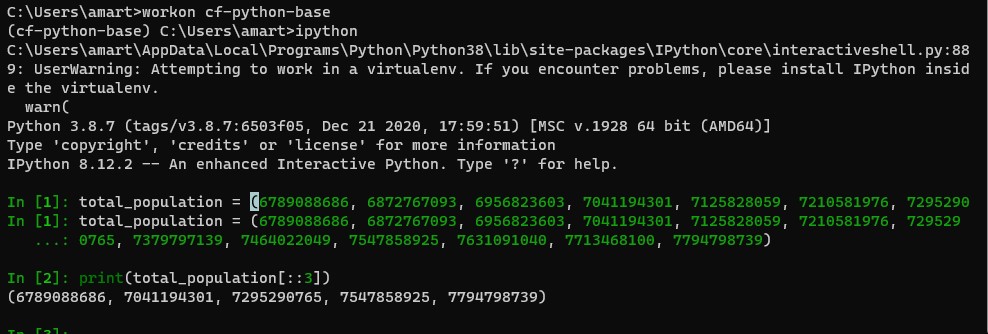 C:\Users\amart>workon cf-python-base
(cf-python-base) C:\Users\amart>ipython
C:\Users\amart\AppData\Local\Programs\Python\Python38\lib\site-packages\IPython\core\interactiveshell.py:88
9: UserWarning: Attempting to work in a virtualenv. If you encounter problems, please install IPython insid
e the virtualenv.
  warn(
Python 3.8.7 (tags/v3.8.7:6503f05, Dec 21 2020, 17:59:51) [MSC v.1928 64 bit (AMD64)]
Type 'copyright', 'credits' or 'license' for more information
IPython 8.12.2 -- An enhanced Interactive Python. Type '?' for help.
In [1]: total_population = (6789088686, 6872767093, 6956823603, 7041194301, 7125828059, 7210581976, 7295290
In [1]: total_population = (6789088686, 6872767093, 6956823603, 7041194301, 7125828059, 7210581976, 729529
   ...: 0765, 7379797139, 7464022049, 7547858925, 7631091040, 7713468100, 7794798739)
In [2]: print(total_population[::3])
(6789088686, 7041194301, 7295290765, 7547858925, 7794798739)
In [3]: